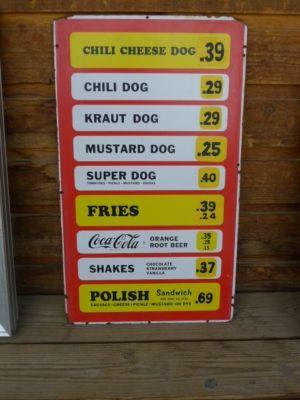 CHILI CHEESE DOG .39
CHILI DOG .29
KRAUT DOG .29
MUSTARD DOG .25
SUPER DOG .40
TOMATOES - PICKLE - MUSTARD - ONIONS
FRIES .39
.24
Coca-Cola ORANGE
ROOT BEER
.35
.25
.15
SHAKES CHOCOLATE
STRAWBERRY
VANILLA
.37
POLISH Sandwich .69
SAUSAGE - CHEESE - PICKLE / MUSTARD ON RYE